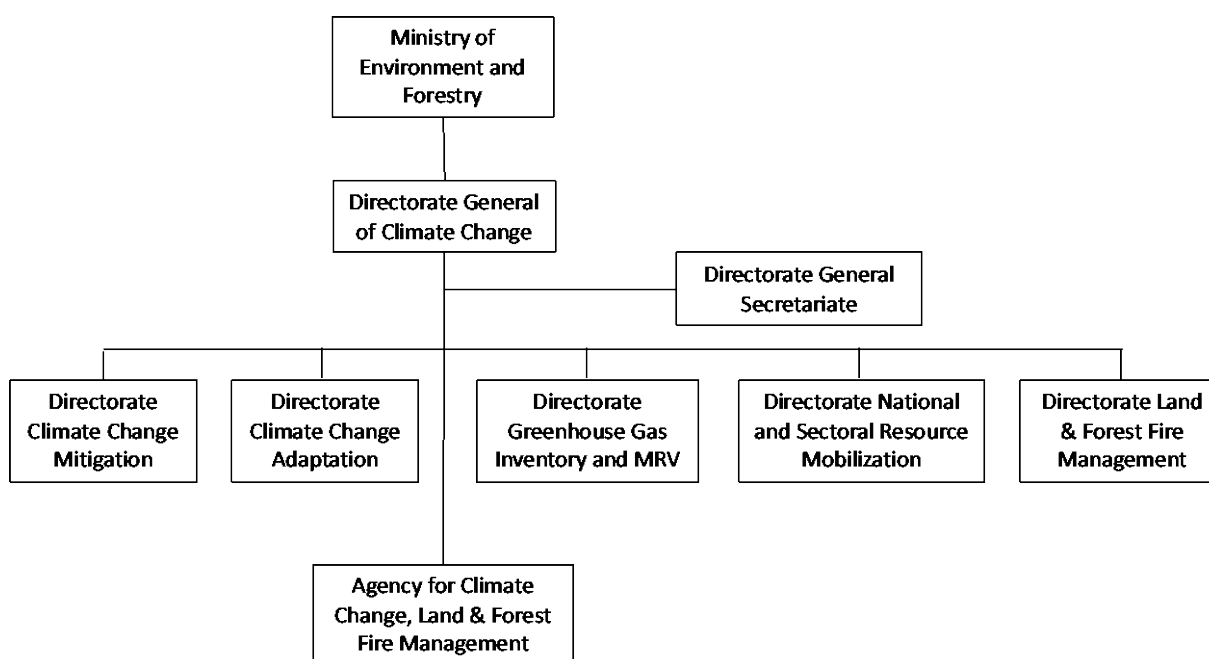 Ministry of
Environment and
Forestry
Directorate General
of Climate Change
Directorate General
Secretariate
Directorate
Climate Change
Mitigation
Directorate
Climate Change
Adaptation
Directorate
Greenhouse Gas
Inventory and MRV
Directorate National
and Sectoral Resource
Mobilization
Directorate Land
& Forest Fire
Management
Agency for Climate
Change, Land & Forest
Fire Management